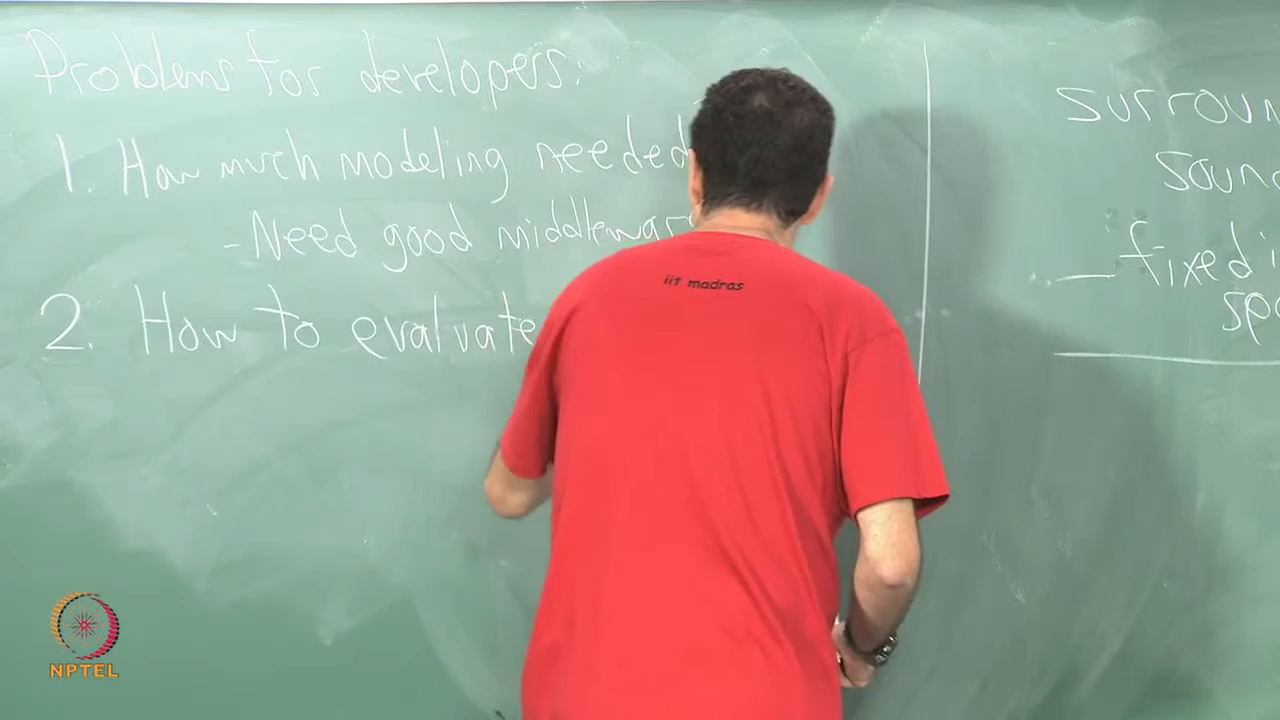 Problems for developers:
1. How much modeling needed
- Need good middleware
2. How to evaluate
surroun
soun
— fixed i
spa
iit madras
NPTEL